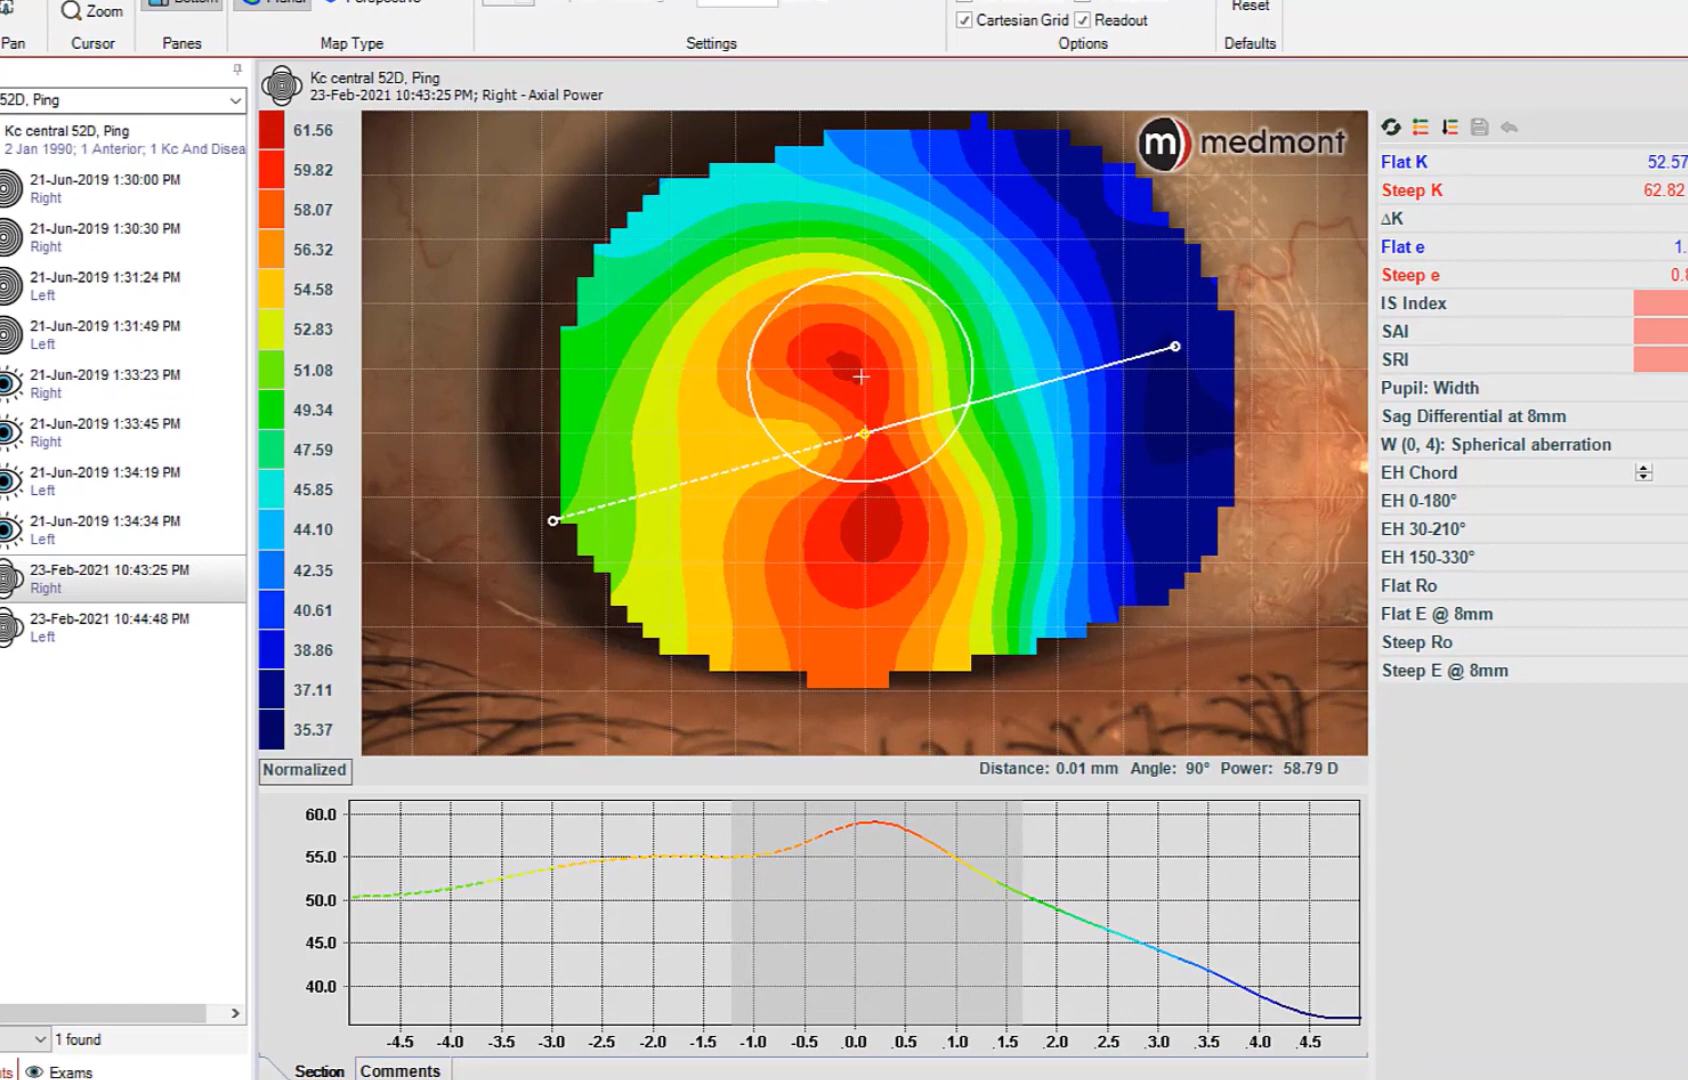 Zoom
Pan
Cursor
Panes
Map Type
Settings
Cartesian Grid
Readout
Options
Reset
Defaults
52D, Ping
Kc central 52D, Ping
2 Jan 1990; 1 Anterior; 1 Kc And Disea
21-Jun-2019 1:30:00 PM
Right
21-Jun-2019 1:30:30 PM
Right
21-Jun-2019 1:31:24 PM
Left
21-Jun-2019 1:31:49 PM
Left
21-Jun-2019 1:33:23 PM
Right
21-Jun-2019 1:33:45 PM
Right
21-Jun-2019 1:34:19 PM
Left
21-Jun-2019 1:34:34 PM
Left
23-Feb-2021 10:43:25 PM
Right
23-Feb-2021 10:44:48 PM
Left
1 found
Exams
Kc central 52D, Ping
23-Feb-2021 10:43:25 PM; Right - Axial Power
61.56
59.82
58.07
56.32
54.58
52.83
51.08
49.34
47.59
45.85
44.10
42.35
40.61
38.86
37.11
35.37
Normalized
m medmont
Distance: 0.01 mm Angle: 90° Power: 58.79 D
60.0
55.0
50.0
45.0
40.0
-4.5 -4.0 -3.5 -3.0 -2.5 -2.0 -1.5 -1.0 -0.5 .0.0 .0.5 .1.0 .1.5 .2.0 .2.5 .3.0 .3.5 .4.0 .4.5
Section
Comments
Flat K 52.57
Steep K 62.82
ΔK
Flat e 1.
Steep e 0.8
IS Index
SAI
SRI
Pupil: Width
Sag Differential at 8mm
W (0, 4): Spherical aberration
EH Chord
EH 0-180°
EH 30-210°
EH 150-330°
Flat Ro
Flat E @ 8mm
Steep Ro
Steep E @ 8mm